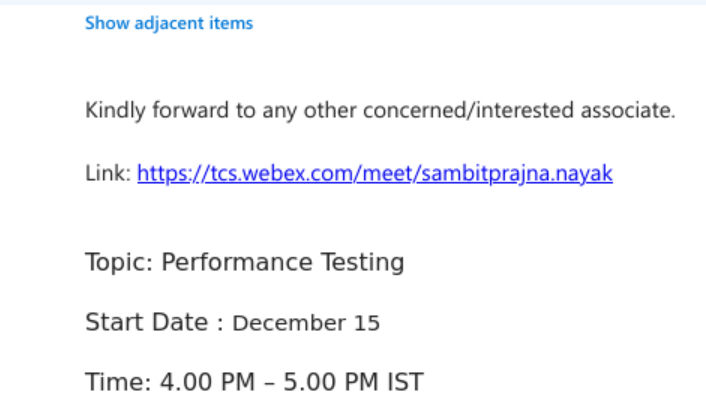 Show adjacent items
Kindly forward to any other concerned/interested associate.
Link: https://tcs.webex.com/meet/sambitprajna.nayak
Topic: Performance Testing
Start Date : December 15
Time: 4.00 PM – 5.00 PM IST